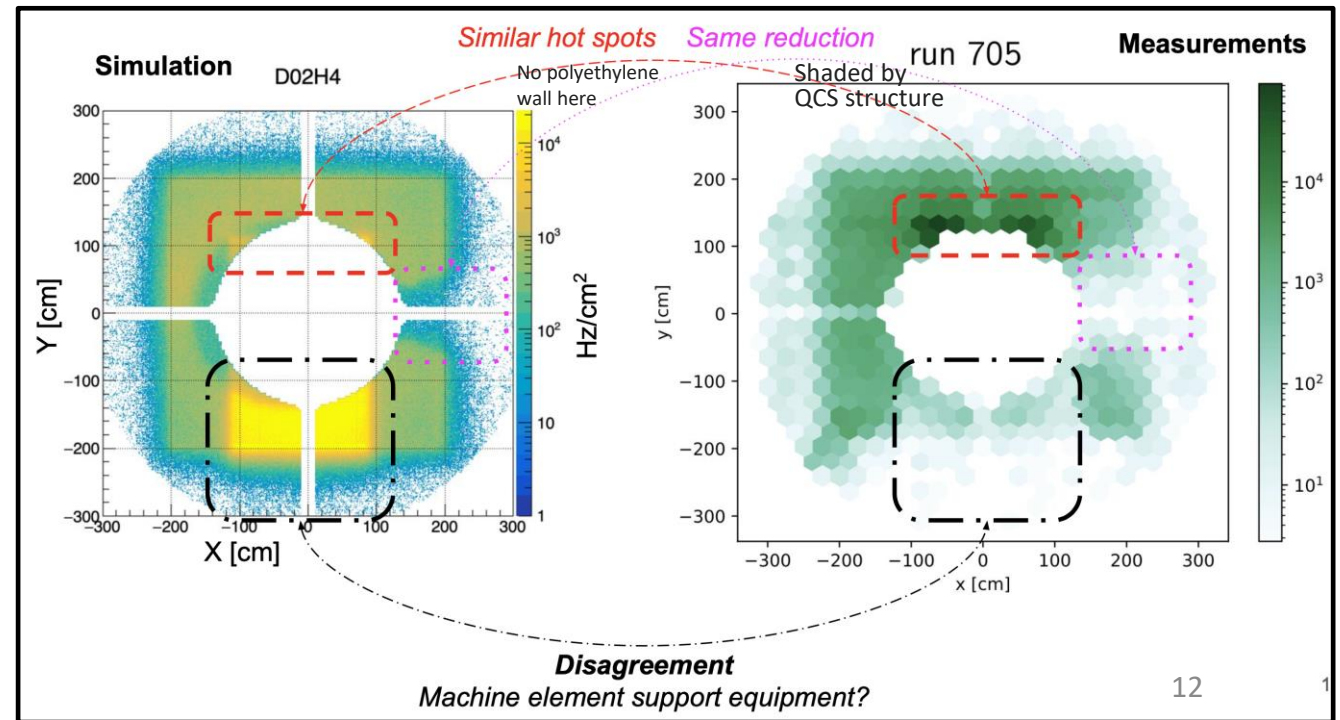 Similar hot spots Same reduction
Simulation
D02H4
No polyethylene
wall here
run 705
Shaded by
QCS structure
Measurements
300
200
100
0
−100
−200
−300
Y [cm]
−300 −200 −100 0 100 200 300
X [cm]
10⁴
10³
10²
10
1
Hz/cm²
300
200
100
0
−100
−200
−300
y [cm]
−300 −200 −100 0 100 200 300
x [cm]
10⁴
10³
10²
10¹
Disagreement
Machine element support equipment?
12
1